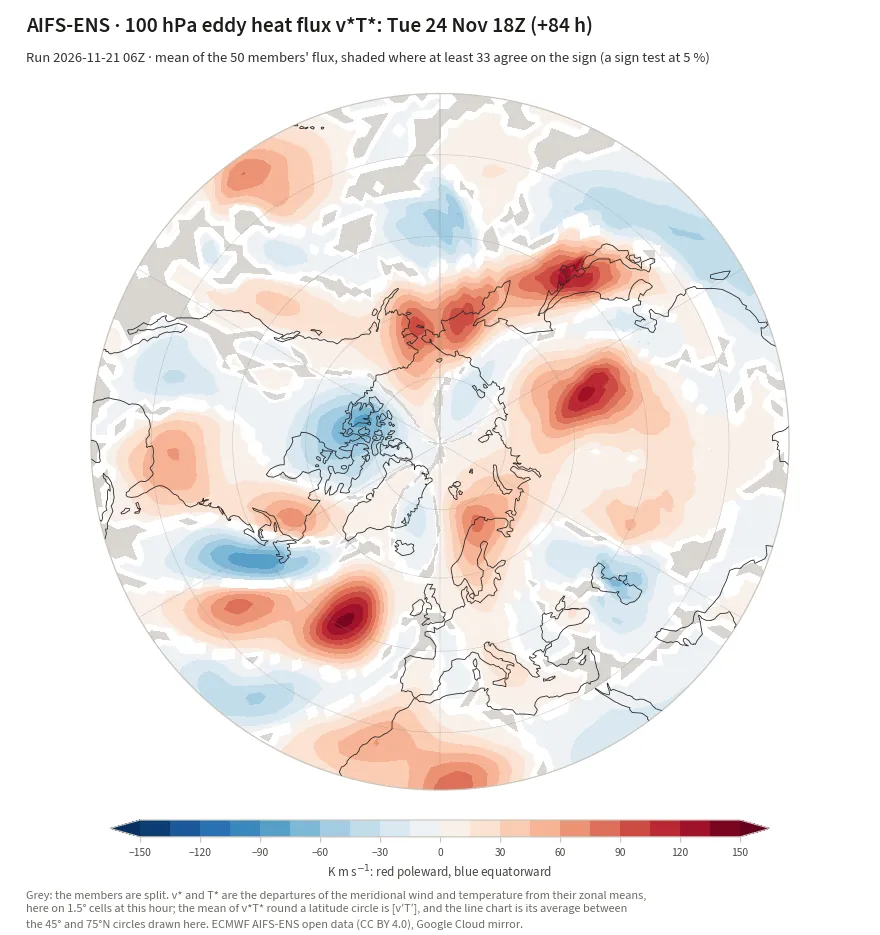 AIFS-ENS · 100 hPa eddy heat flux v*T*: Tue 24 Nov 18Z (+84 h)
Run 2026-11-21 06Z · mean of the 50 members' flux, shaded where at least 33 agree on the sign (a sign test at 5 %)
−150 −120 −90 −60 −30 0 30 60 90 120 150
K m s⁻¹: red poleward, blue equatorward
Grey: the members are split. v* and T* are the departures of the meridional wind and temperature from their zonal means,
here on 1.5° cells at this hour; the mean of v*T* round a latitude circle is [v'T'], and the line chart is its average between
the 45° and 75°N circles drawn here. ECMWF AIFS-ENS open data (CC BY 4.0), Google Cloud mirror.